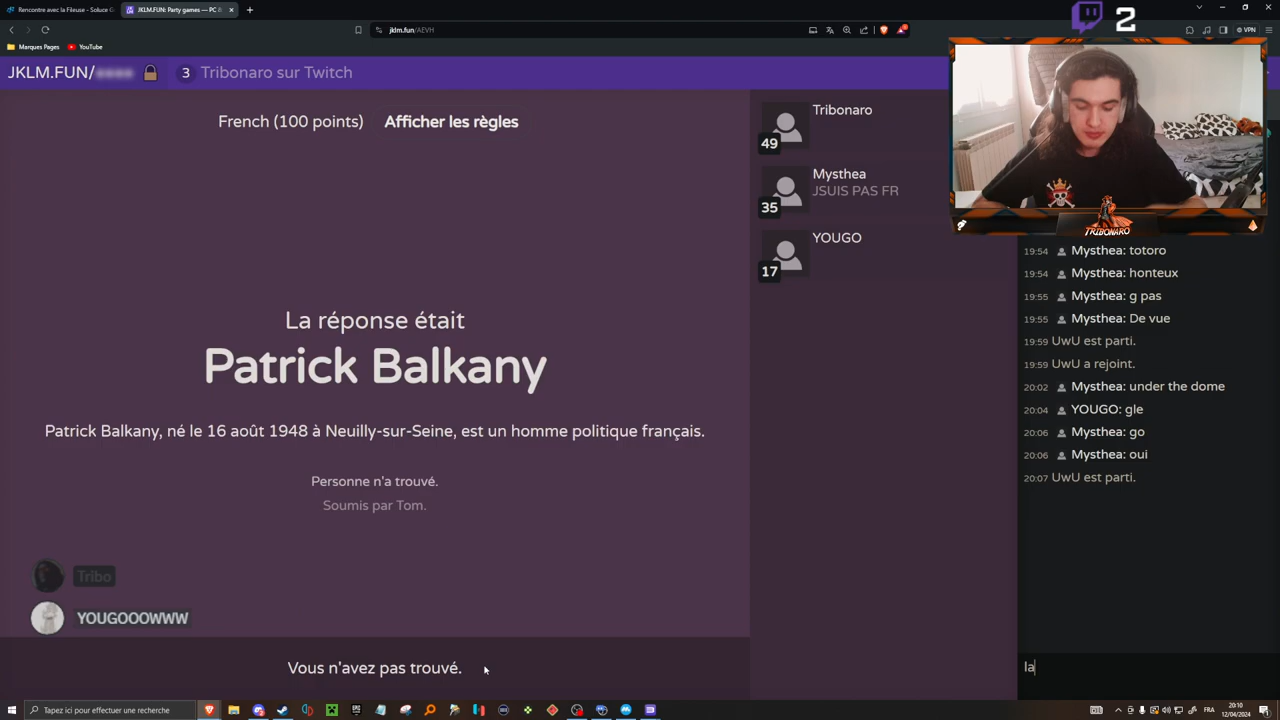 Rencontre avec la Fileuse - Soluce G
JKLM.FUN: Party games — PC &
jklm.fun/AEVH
VPN
2
Marques Pages
YouTube
JKLM.FUN/
3 Tribonaro sur Twitch
French (100 points) Afficher les règles
La réponse était
Patrick Balkany
Patrick Balkany, né le 16 août 1948 à Neuilly-sur-Seine, est un homme politique français.
Personne n'a trouvé.
Soumis par Tom.
Tribo
YOUGOOOWWW
Vous n'avez pas trouvé.
Tribonaro
49
Mysthea
JSUIS PAS FR
35
YOUGO
17
TRIBONARO
19:54 Mysthea: totoro
19:54 Mysthea: honteux
19:55 Mysthea: g pas
19:55 Mysthea: De vue
19:59 UwU est parti.
19:59 UwU a rejoint.
20:02 Mysthea: under the dome
20:04 YOUGO: gle
20:06 Mysthea: go
20:06 Mysthea: oui
20:07 UwU est parti.
la
Tapez ici pour effectuer une recherche
FRA
20:10
12/04/2024